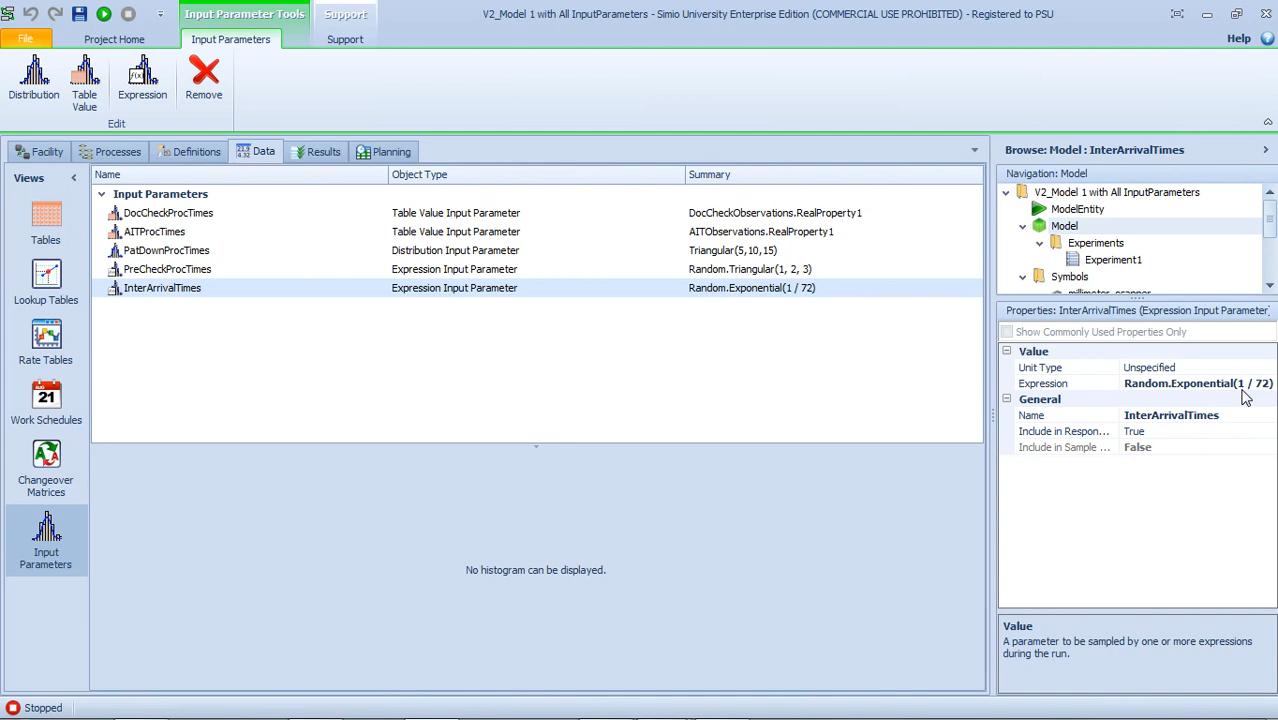 Input Parameter Tools
Support
V2_Model 1 with All InputParameters - Simio University Enterprise Edition (COMMERCIAL USE PROHIBITED) - Registered to PSU
File
Project Home
Input Parameters
Support
Help
Distribution
Table
Value
f(x)
Expression
Remove
Edit
Facility
Processes
Definitions
Data
Results
Planning
Browse: Model : InterArrivalTimes
Views
Tables
Lookup Tables
Rate Tables
21
Work Schedules
Changeover
Matrices
Input
Parameters
Name
Object Type
Summary
Input Parameters
DocCheckProcTimes
Table Value Input Parameter
DocCheckObservations.RealProperty1
AITProcTimes
Table Value Input Parameter
AITObservations.RealProperty1
PatDownProcTimes
Distribution Input Parameter
Triangular(5,10,15)
PreCheckProcTimes
Expression Input Parameter
Random.Triangular(1, 2, 3)
InterArrivalTimes
Expression Input Parameter
Random.Exponential(1 / 72)
No histogram can be displayed.
Navigation: Model
V2_Model 1 with All InputParameters
ModelEntity
Model
Experiments
Experiment1
Symbols
millimeter_scanner
Properties: InterArrivalTimes (Expression Input Parameter)
Show Commonly Used Properties Only
Value
Unit Type
Unspecified
Expression
Random.Exponential(1 / 72)
General
Name
InterArrivalTimes
Include in Respon...
True
Include in Sample ...
False
Value
A parameter to be sampled by one or more expressions
during the run.
Stopped